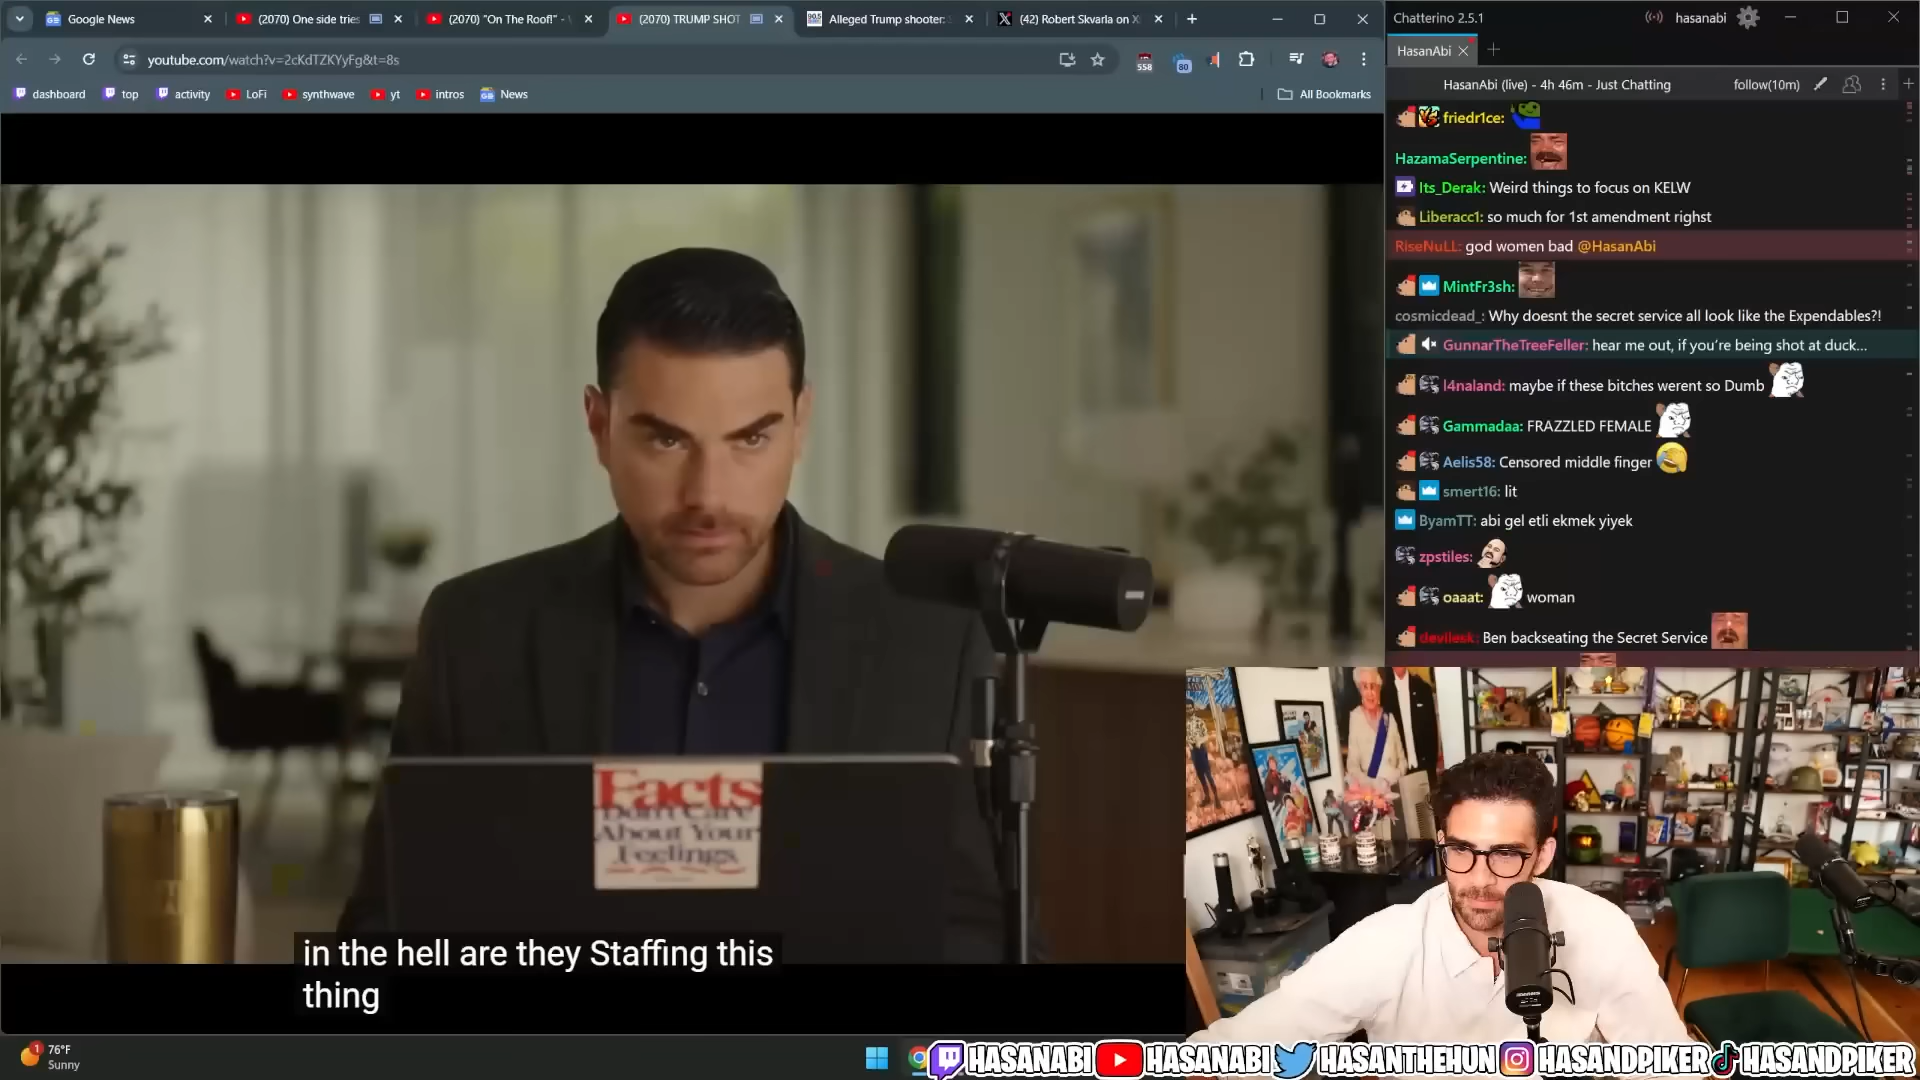 Google News
(2070) One side tries
(2070) "On The Roof!" -
(2070) TRUMP SHOT
Alleged Trump shooter:
(42) Robert Skvarla on X
youtube.com/watch?v=2cKdTZKYyFg&t=8s
558
80
dashboard
top
activity
LoFi
synthwave
yt
intros
News
All Bookmarks
Chatterino 2.5.1
hasanabi
HasanAbi
HasanAbi (live) - 4h 46m - Just Chatting
follow(10m)
friedr1ce:
HazamaSerpentine:
Its_Derak: Weird things to focus on KELW
Liberacc1: so much for 1st amendment righst
RiseNuLL: god women bad @HasanAbi
MintFr3sh:
cosmicdead_: Why doesnt the secret service all look like the Expendables?!
GunnarTheTreeFeller: hear me out, if you're being shot at duck...
l4naland: maybe if these bitches werent so Dumb
Gammadaa: FRAZZLED FEMALE
Aelis58: Censored middle finger
smert16: lit
ByamTT: abi gel etli ekmek yiyek
zpstiles:
oaaat: woman
devilesk: Ben backseating the Secret Service
Facts
Don't Care
About Your
Feelings
in the hell are they Staffing this
thing
1
76°F
Sunny
HASANABI
HASANABI
HASANTHEHUN
HASANDPIKER
HASANDPIKER